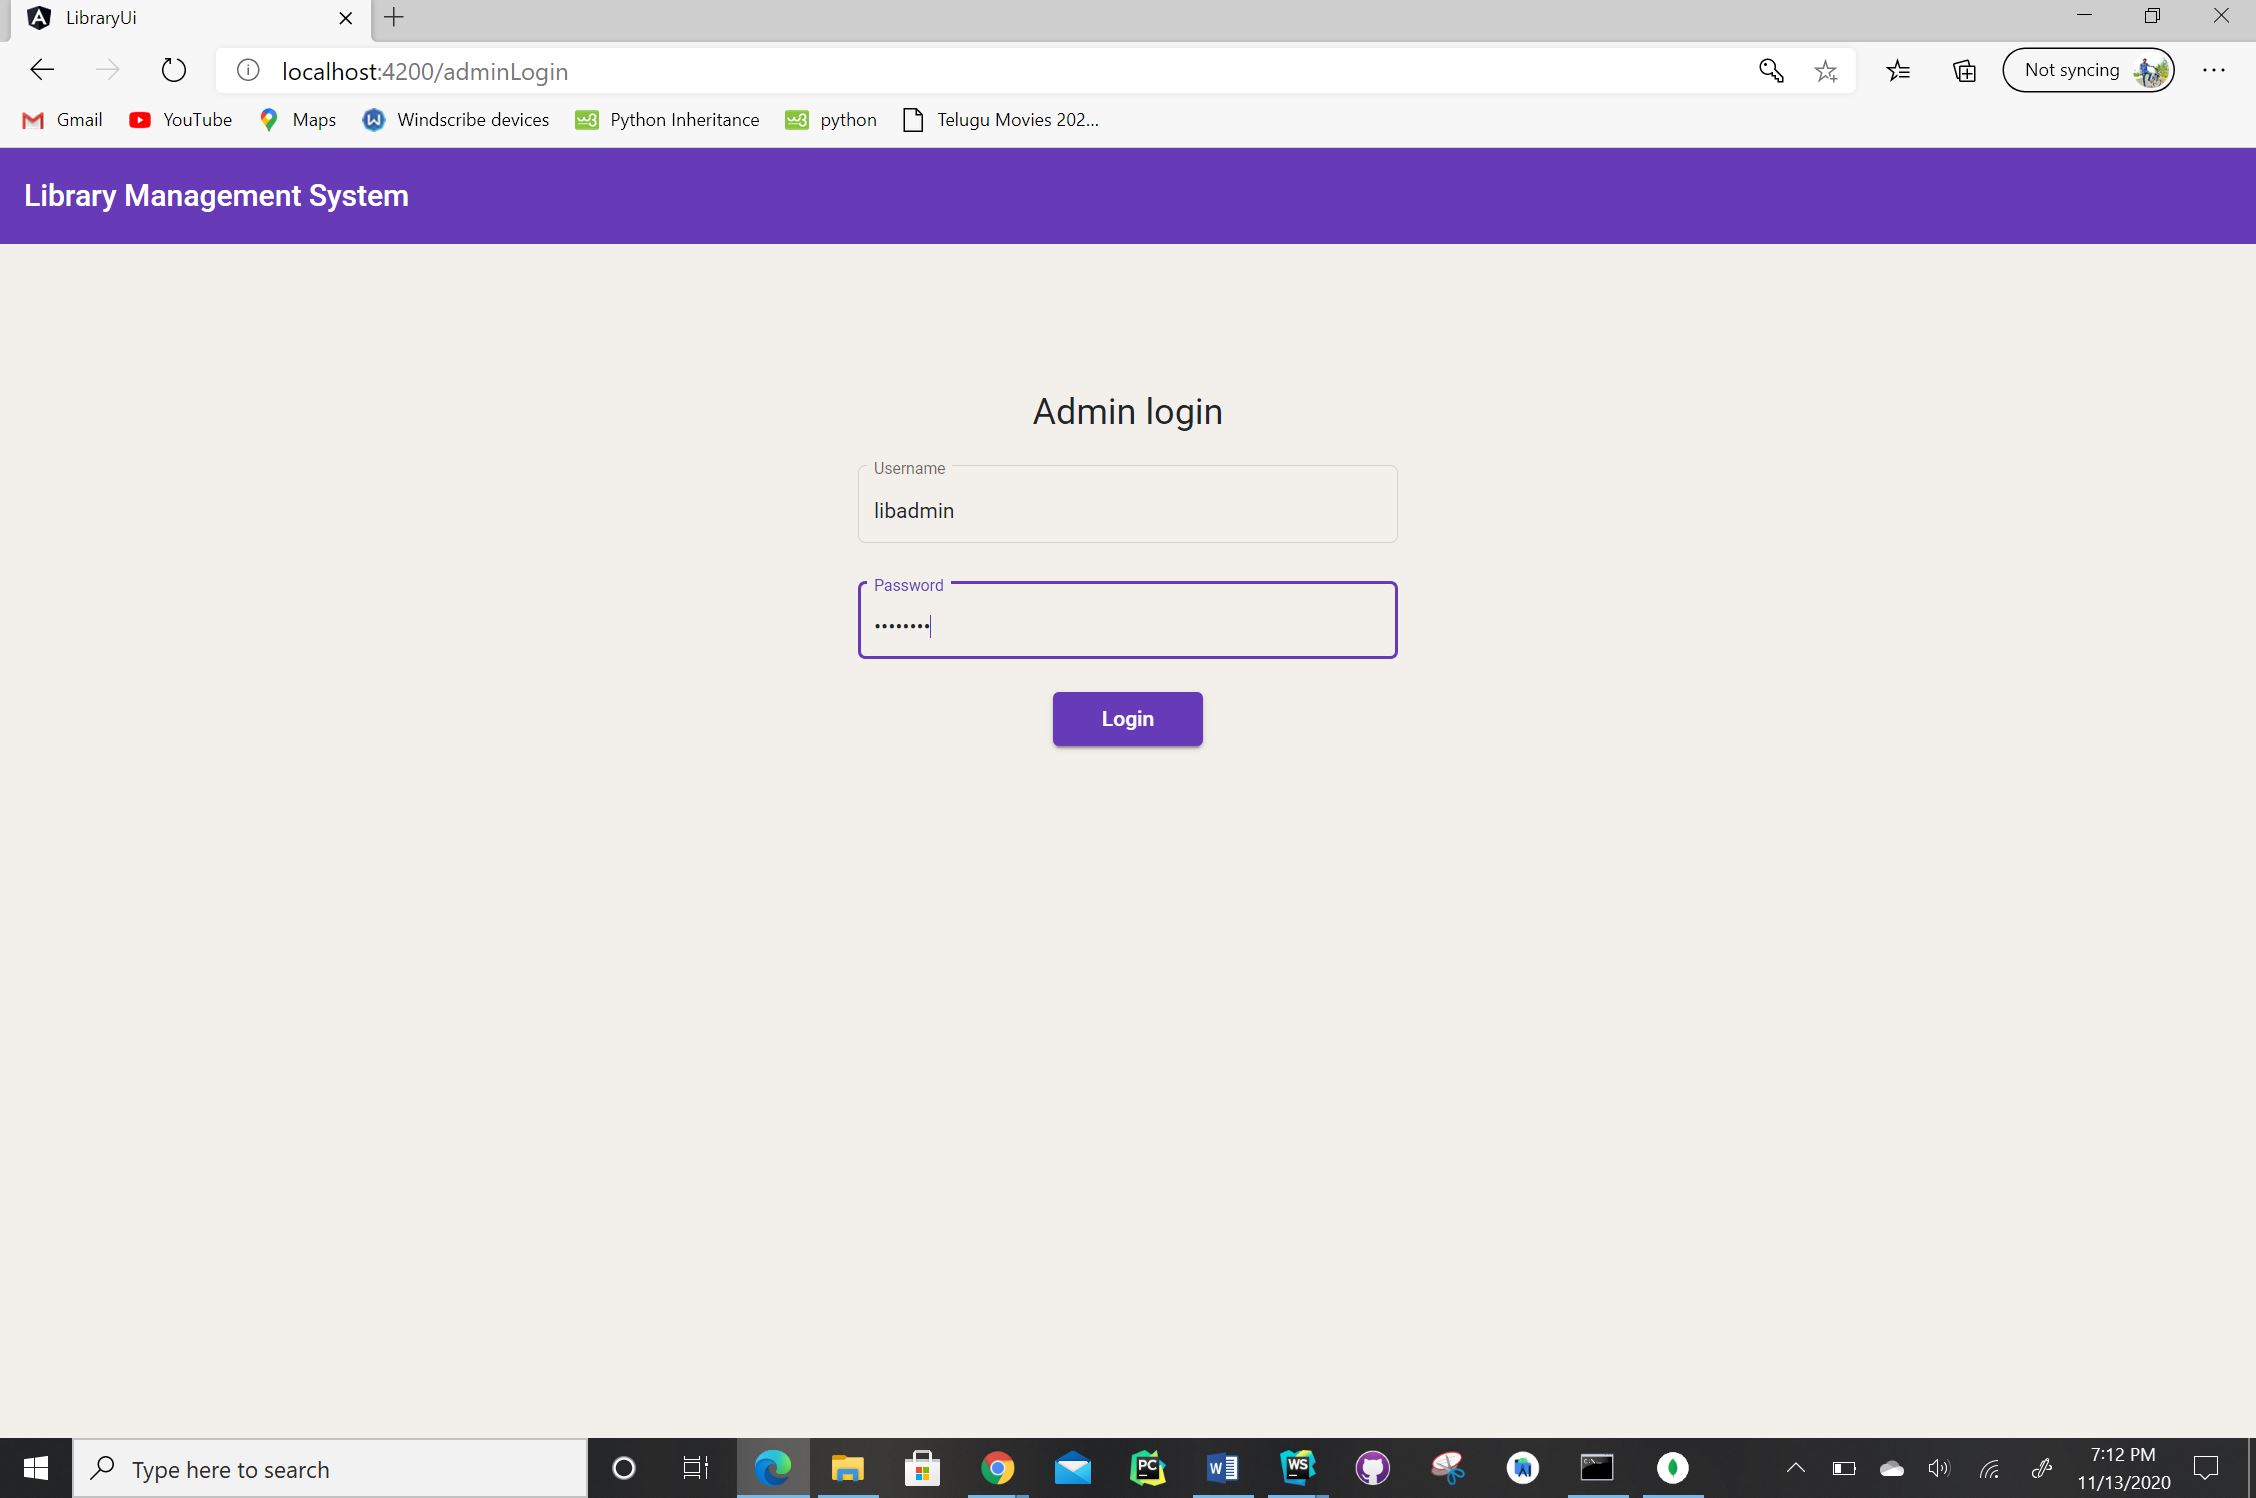 LibraryUi
localhost:4200/adminLogin
Not syncing
Gmail
YouTube
Maps
Windscribe devices
Python Inheritance
python
Telugu Movies 202...
Library Management System
Admin login
Username
libadmin
Password
••••••••
Login
Type here to search
7:12 PM
11/13/2020